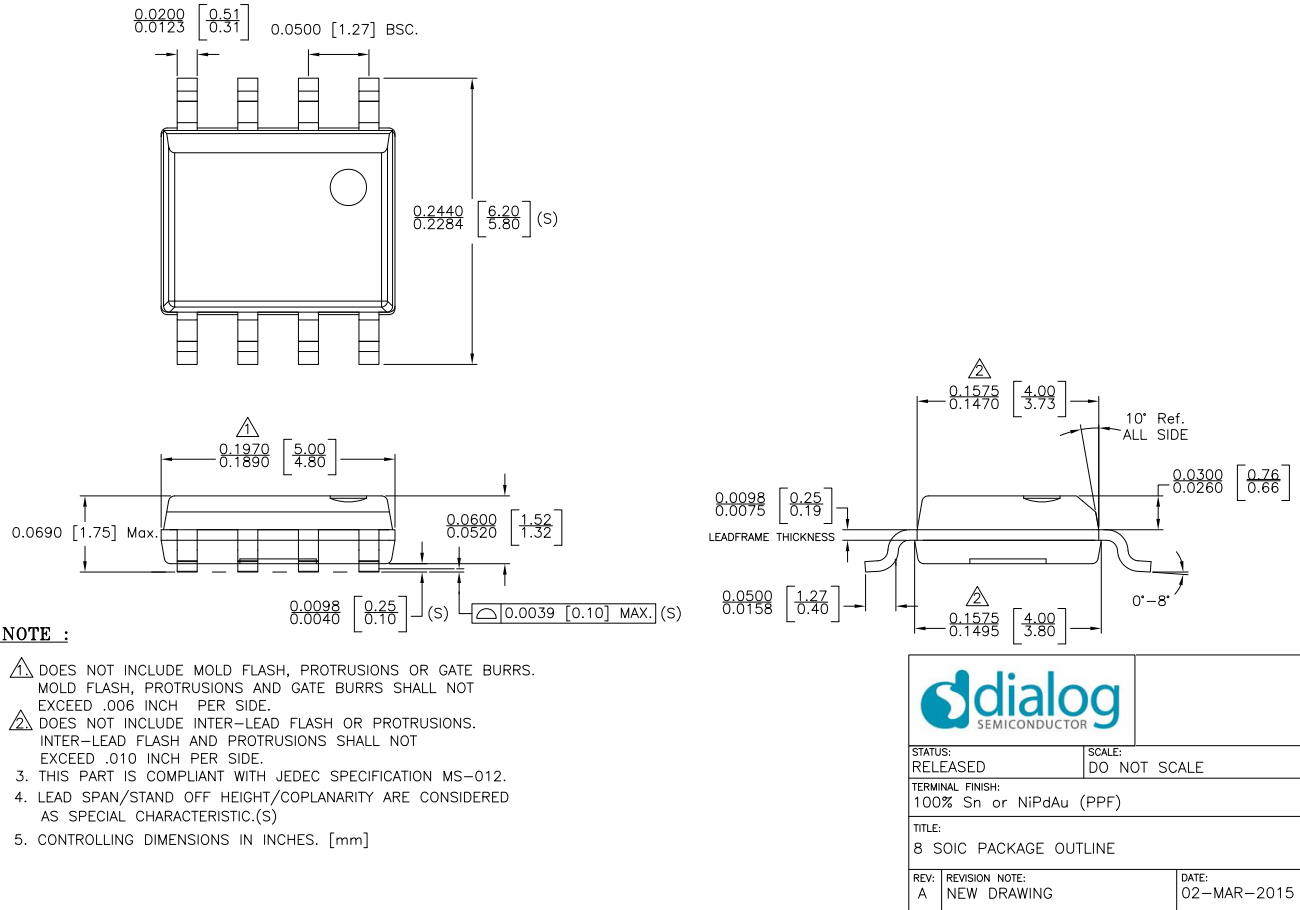 0.0200 [0.51]
0.0123 [0.31]
0.0500 [1.27] BSC.
0.2440 [6.20] (S)
0.2284 [5.80]
1
0.1970 [5.00]
0.1890 [4.80]
0.0690 [1.75] Max.
0.0600 [1.52]
0.0520 [1.32]
0.0098 [0.25] (S)
0.0040 [0.10]
0.0039 [0.10] MAX. (S)
2
0.1575 [4.00]
0.1470 [3.73]
10° Ref.
ALL SIDE
0.0300 [0.76]
0.0260 [0.66]
0.0098 [0.25]
0.0075 [0.19]
LEADFRAME THICKNESS
0.0500 [1.27]
0.0158 [0.40]
2
0.1575 [4.00]
0.1495 [3.80]
0°-8°
NOTE :
1. DOES NOT INCLUDE MOLD FLASH, PROTRUSIONS OR GATE BURRS.
MOLD FLASH, PROTRUSIONS AND GATE BURRS SHALL NOT
EXCEED .006 INCH PER SIDE.
2. DOES NOT INCLUDE INTER-LEAD FLASH OR PROTRUSIONS.
INTER-LEAD FLASH AND PROTRUSIONS SHALL NOT
EXCEED .010 INCH PER SIDE.
3. THIS PART IS COMPLIANT WITH JEDEC SPECIFICATION MS-012.
4. LEAD SPAN/STAND OFF HEIGHT/COPLANARITY ARE CONSIDERED
AS SPECIAL CHARACTERISTIC.(S)
5. CONTROLLING DIMENSIONS IN INCHES. [mm]
dialog
SEMICONDUCTOR
STATUS:
RELEASED
SCALE:
DO NOT SCALE
TERMINAL FINISH:
100% Sn or NiPdAu (PPF)
TITLE:
8 SOIC PACKAGE OUTLINE
REV:
A
REVISION NOTE:
NEW DRAWING
DATE:
02-MAR-2015